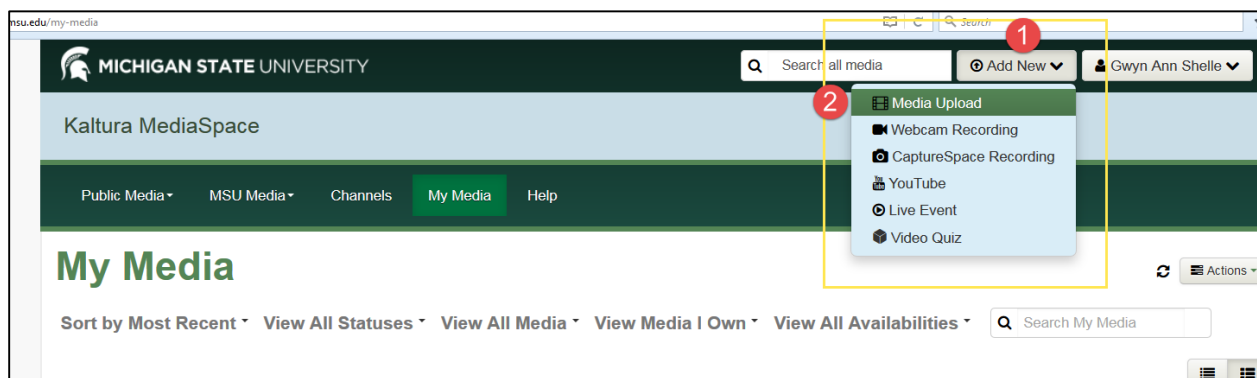 msu.edu/my-media
Search
1
MICHIGAN STATE UNIVERSITY
Search all media
Add New
Gwyn Ann Shelle
2
Media Upload
Kaltura MediaSpace
Webcam Recording
CaptureSpace Recording
You Tube YouTube
Live Event
Video Quiz
Public Media
MSU Media
Channels
My Media
Help
My Media
Actions
Sort by Most Recent View All Statuses View All Media View Media I Own View All Availabilities Search My Media